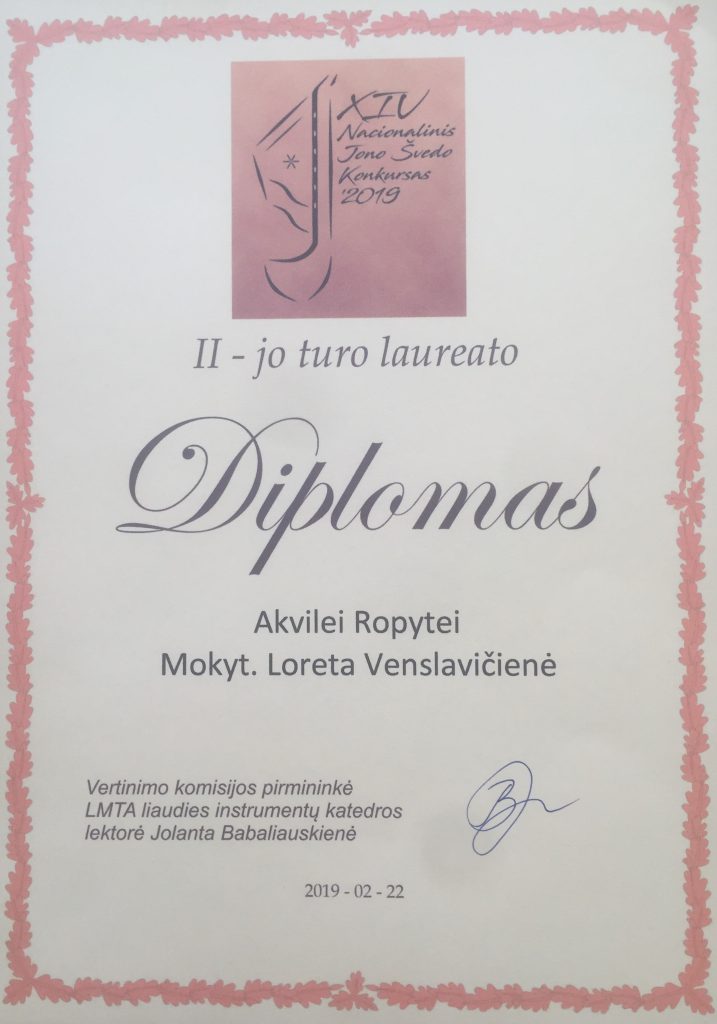 XIV
Nacionalinis
Jono Švedo
Konkursas
'2019
II - jo turo laureato
Diplomas
Akvilei Ropytei
Mokyt. Loreta Venslavičienė
Vertinimo komisijos pirmininkė
LMTA liaudies instrumentų katedros
lektorė Jolanta Babaliauskienė
2019 - 02 - 22